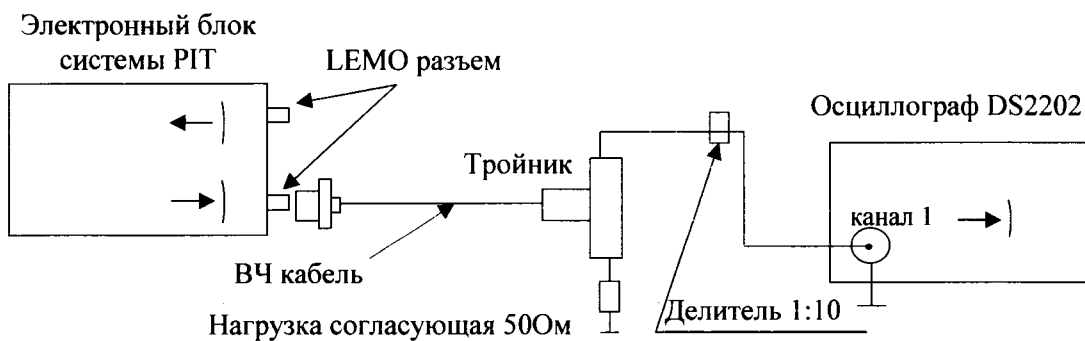 Электронный блок
системы PIT
LEMO разъем
Осциллограф DS2202
Тройник
канал 1
ВЧ кабель
Нагрузка согласующая 50Ом
Делитель 1:10